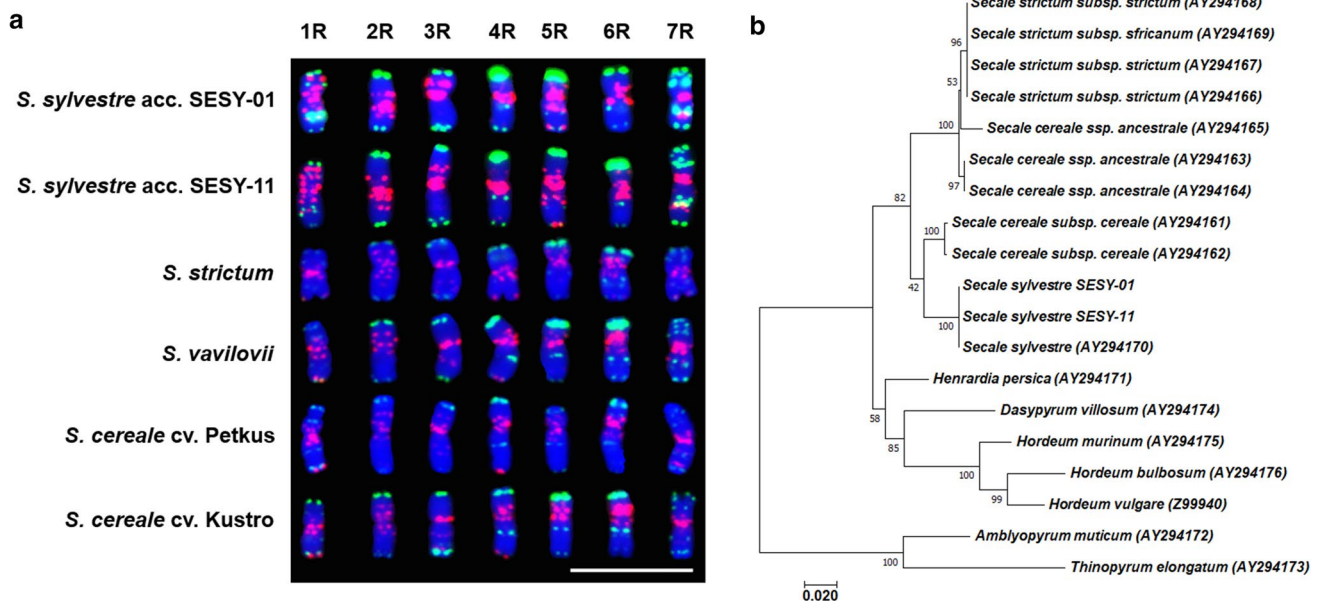 a
1R 2R 3R 4R 5R 6R 7R
S. sylvestre acc. SESY-01
S. sylvestre acc. SESY-11
S. strictum
S. vavilovii
S. cereale cv. Petkus
S. cereale cv. Kustro
b
Secale strictum subsp. strictum (AY294168)
96
Secale strictum subsp. sfricanum (AY294169)
Secale strictum subsp. strictum (AY294167)
53
Secale strictum subsp. strictum (AY294166)
100
Secale cereale ssp. ancestrale (AY294165)
Secale cereale ssp. ancestrale (AY294163)
97
Secale cereale ssp. ancestrale (AY294164)
82
Secale cereale subsp. cereale (AY294161)
100
Secale cereale subsp. cereale (AY294162)
42
Secale sylvestre SESY-01
Secale sylvestre SESY-11
100
Secale sylvestre (AY294170)
Henrardia persica (AY294171)
58
Dasypyrum villosum (AY294174)
85
Hordeum murinum (AY294175)
100
Hordeum bulbosum (AY294176)
99
Hordeum vulgare (Z99940)
Amblyopyrum muticum (AY294172)
100
Thinopyrum elongatum (AY294173)
0.020